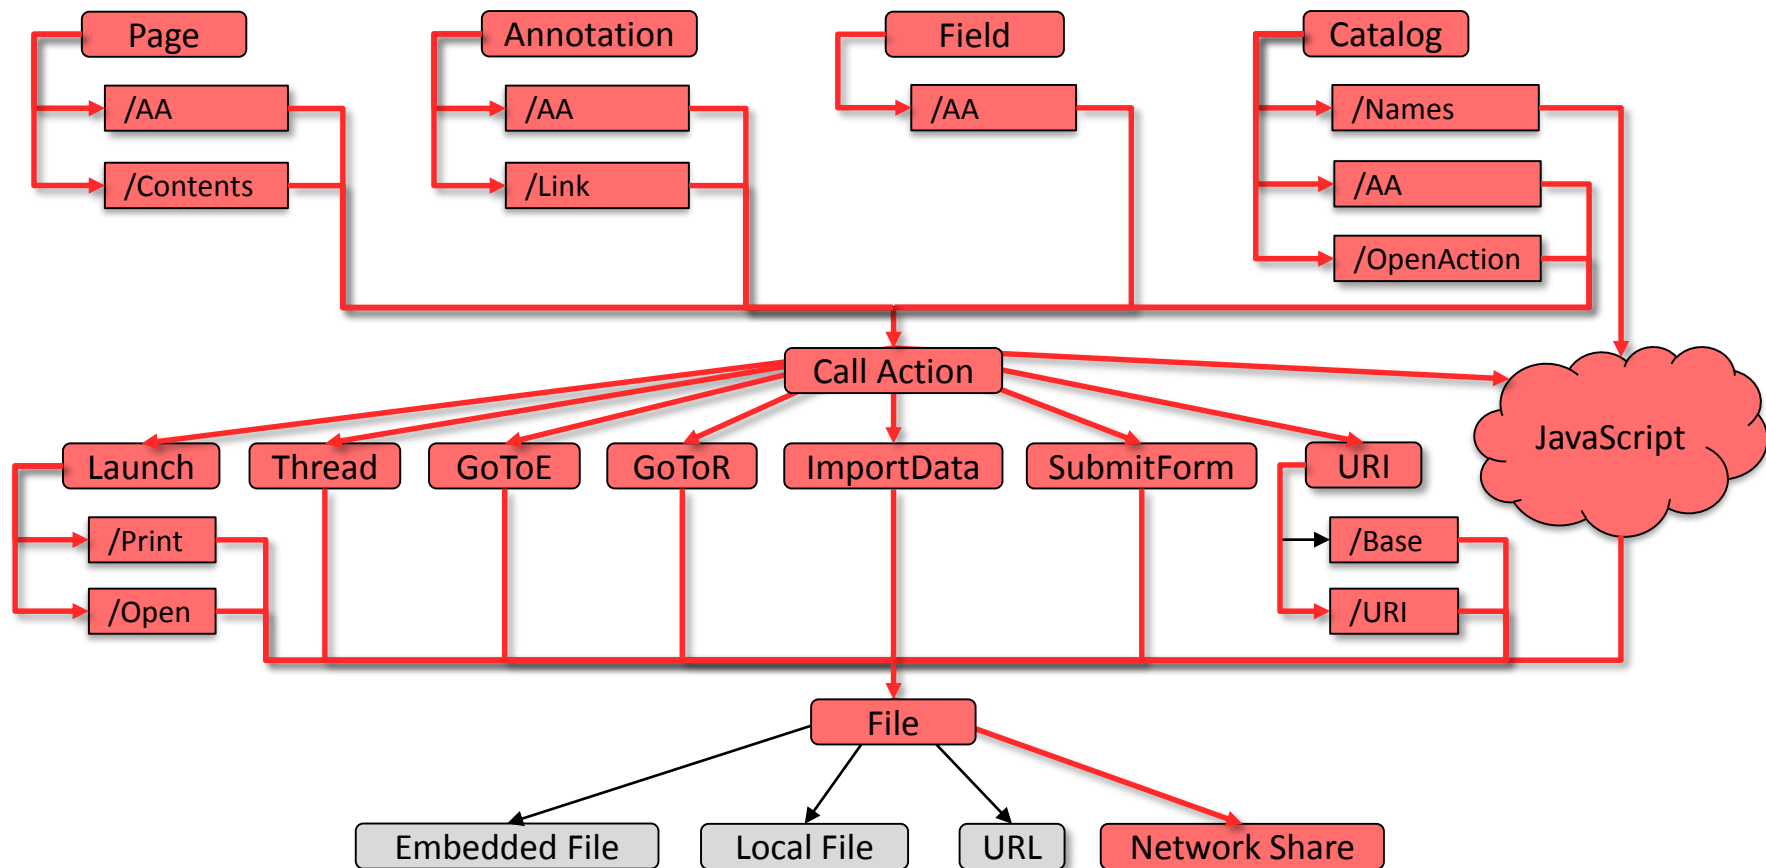 Page
Annotation
Field
Catalog
/AA
/AA
/AA
/Names
/Contents
/Link
/AA
/OpenAction
Call Action
JavaScript
Launch
Thread
GoToE
GoToR
ImportData
SubmitForm
URI
/Print
/Base
/Open
/URI
File
Embedded File
Local File
URL
Network Share